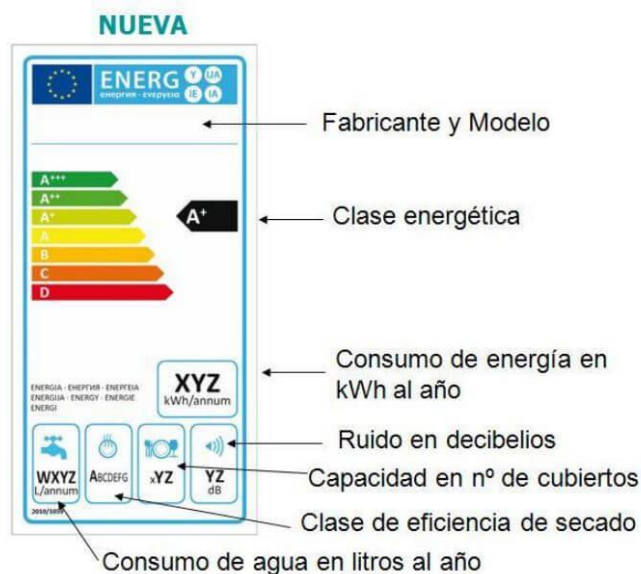 NUEVA
ENERG Y UA
енергия · ενεργεια IE IA
Fabricante y Modelo
A+++
A++
A+
A
B
C
D
A+
Clase energética
ENERGIA · ЕНЕРГИЯ · ΕΝΕΡΓΕΙΑ
ENERGIJA · ENERGY · ENERGIE
ENERGI
XYZ
kWh/annum
Consumo de energía en
kWh al año
Ruido en decibelios
Capacidad en nº de cubiertos
Clase de eficiencia de secado
Consumo de agua en litros al año
WXYZ
L/annum
ABCDEFG
xYZ
YZ
dB